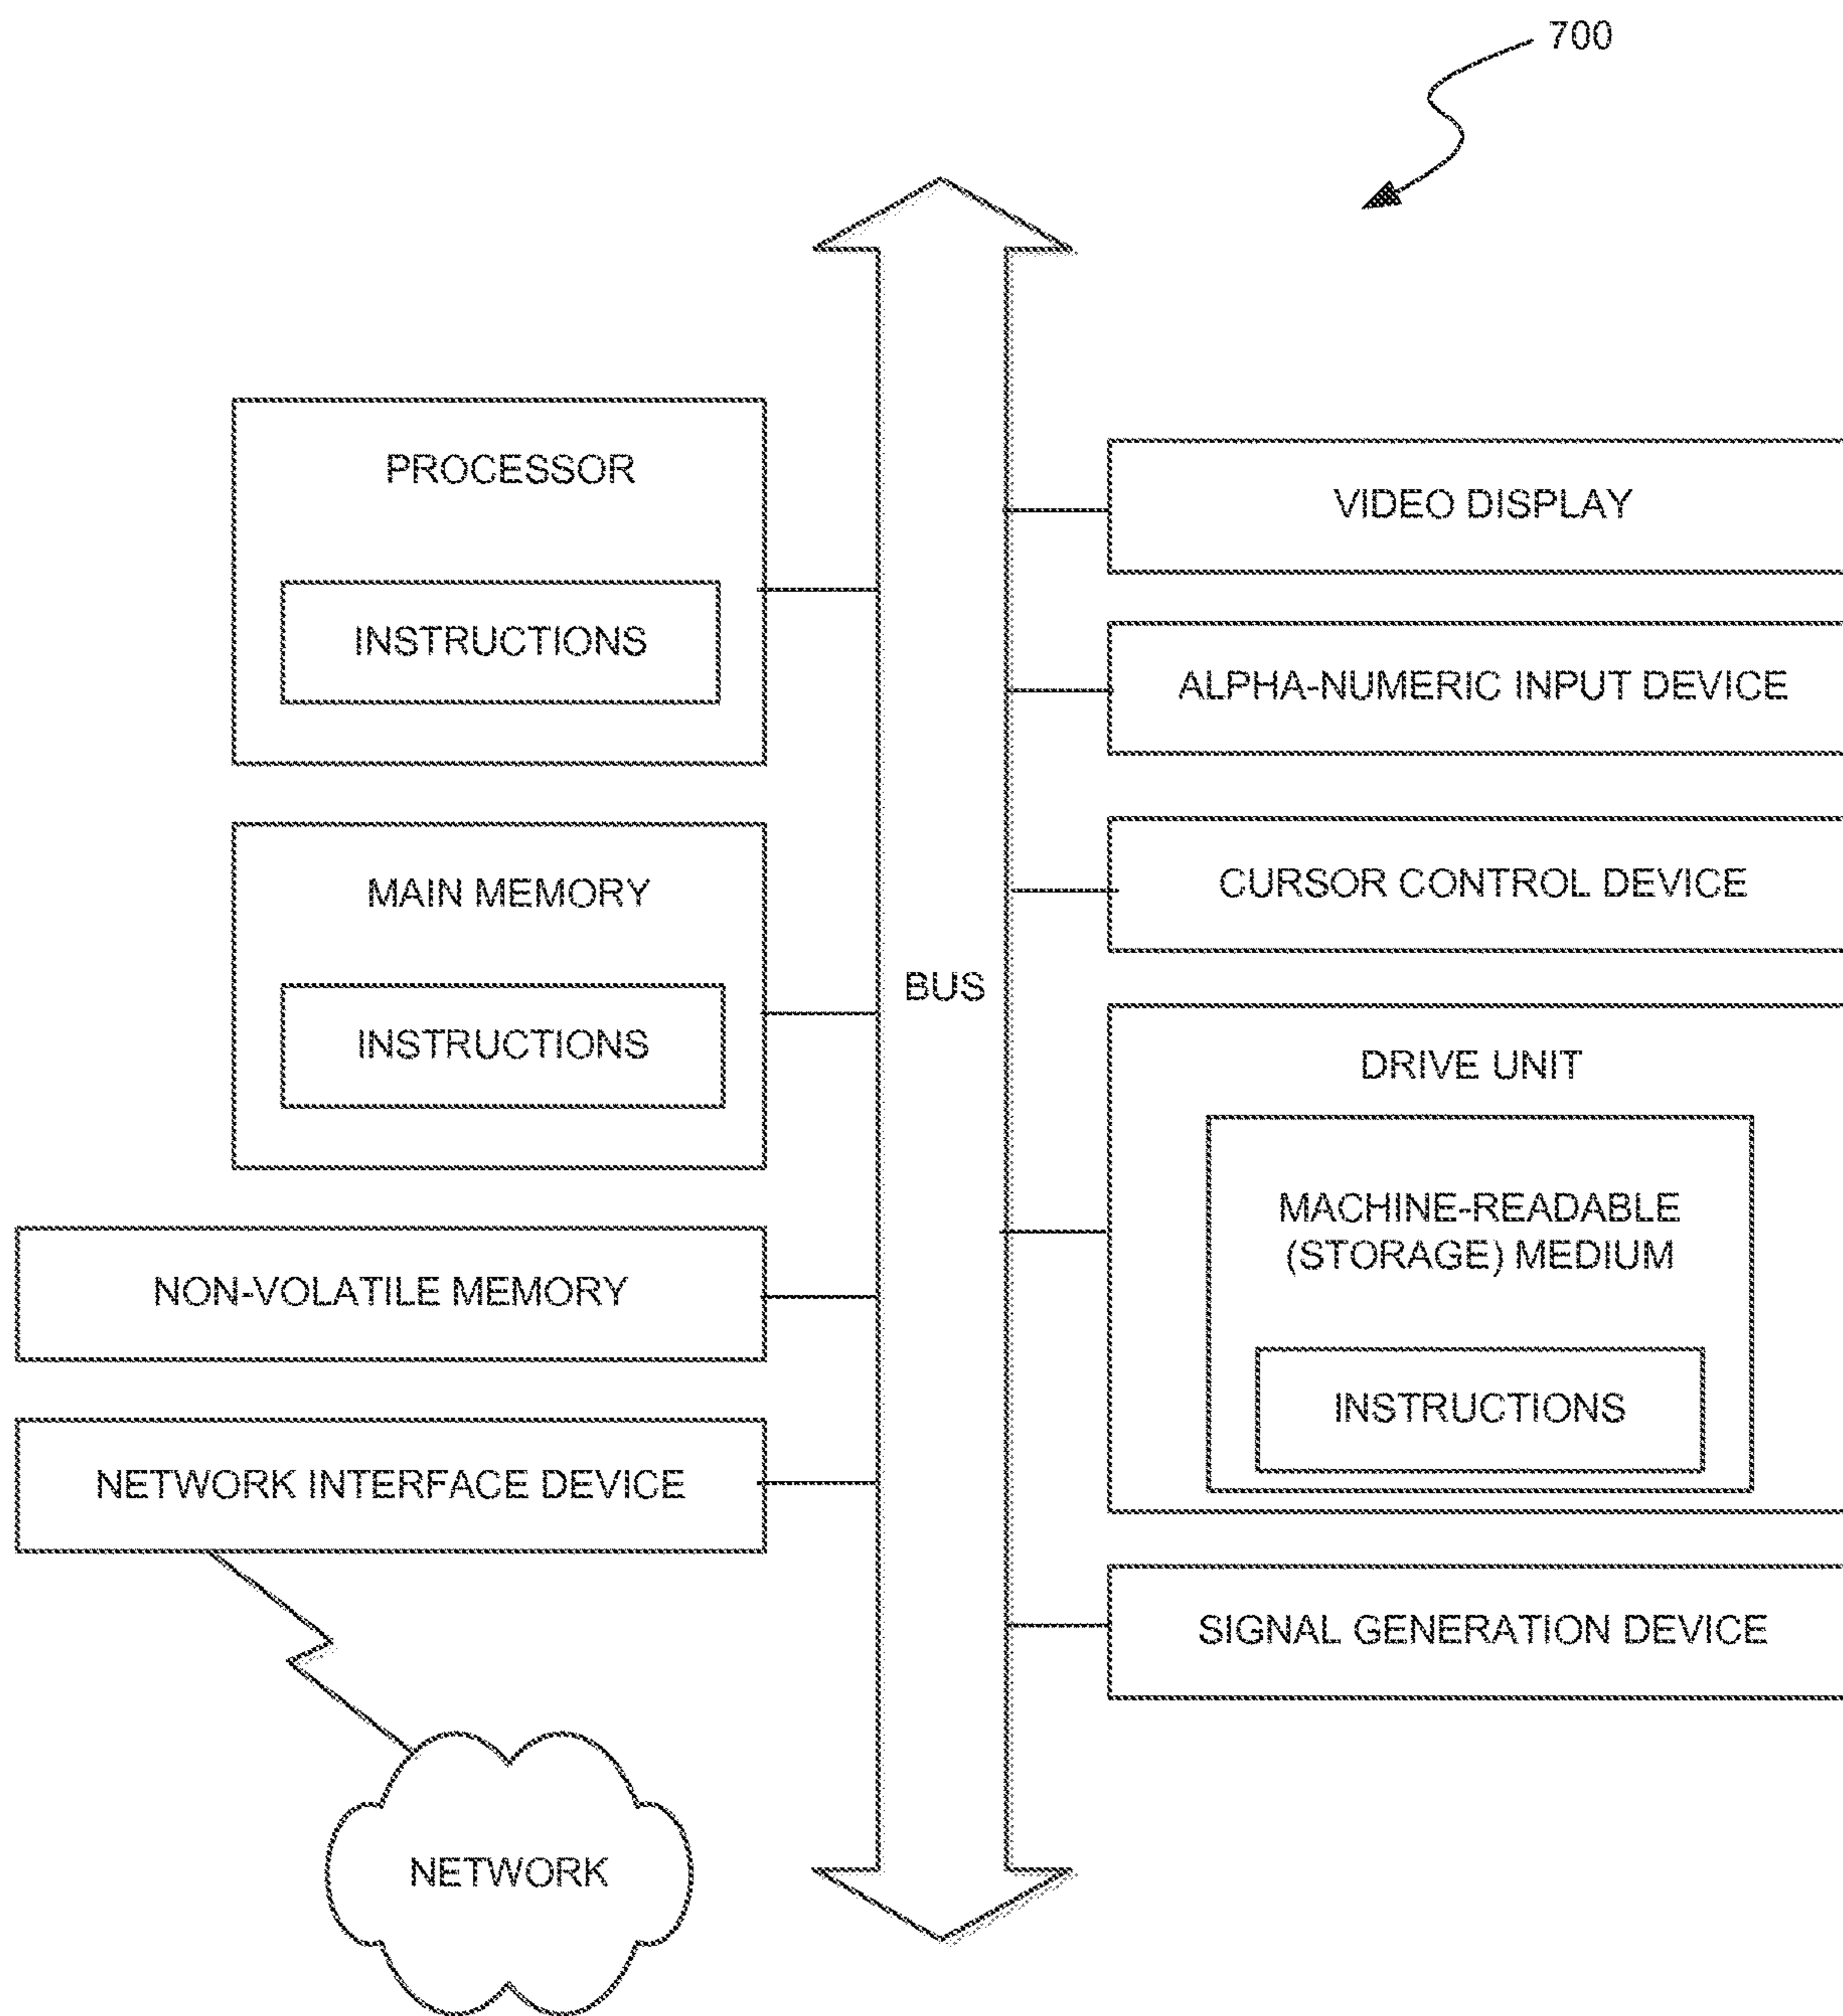 700
PROCESSOR
INSTRUCTIONS
MAIN MEMORY
INSTRUCTIONS
NON-VOLATILE MEMORY
NETWORK INTERFACE DEVICE
NETWORK
BUS
VIDEO DISPLAY
ALPHA-NUMERIC INPUT DEVICE
CURSOR CONTROL DEVICE
DRIVE UNIT
MACHINE-READABLE
(STORAGE) MEDIUM
INSTRUCTIONS
SIGNAL GENERATION DEVICE